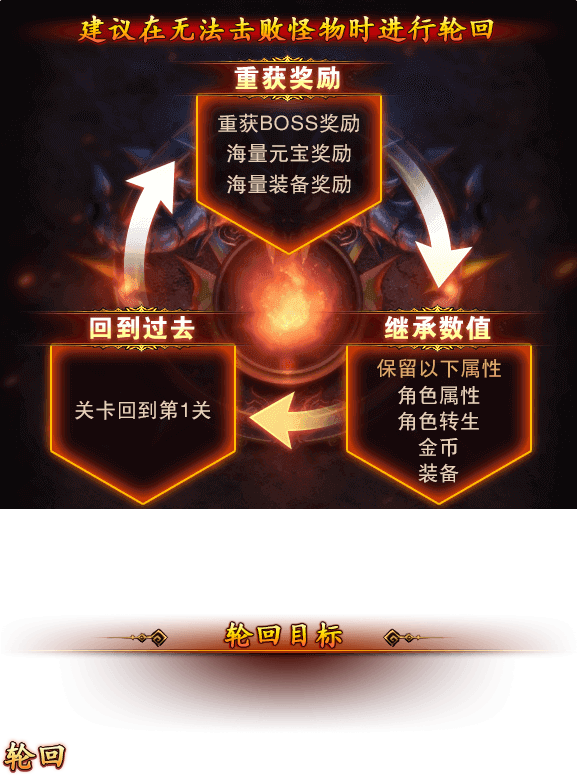 建议在无法击败怪物时进行轮回
重获奖励
重获BOSS奖励
海量元宝奖励
海量装备奖励
回到过去
关卡回到第1关
继承数值
保留以下属性
角色属性
角色转生
金币
装备
轮回目标
轮回